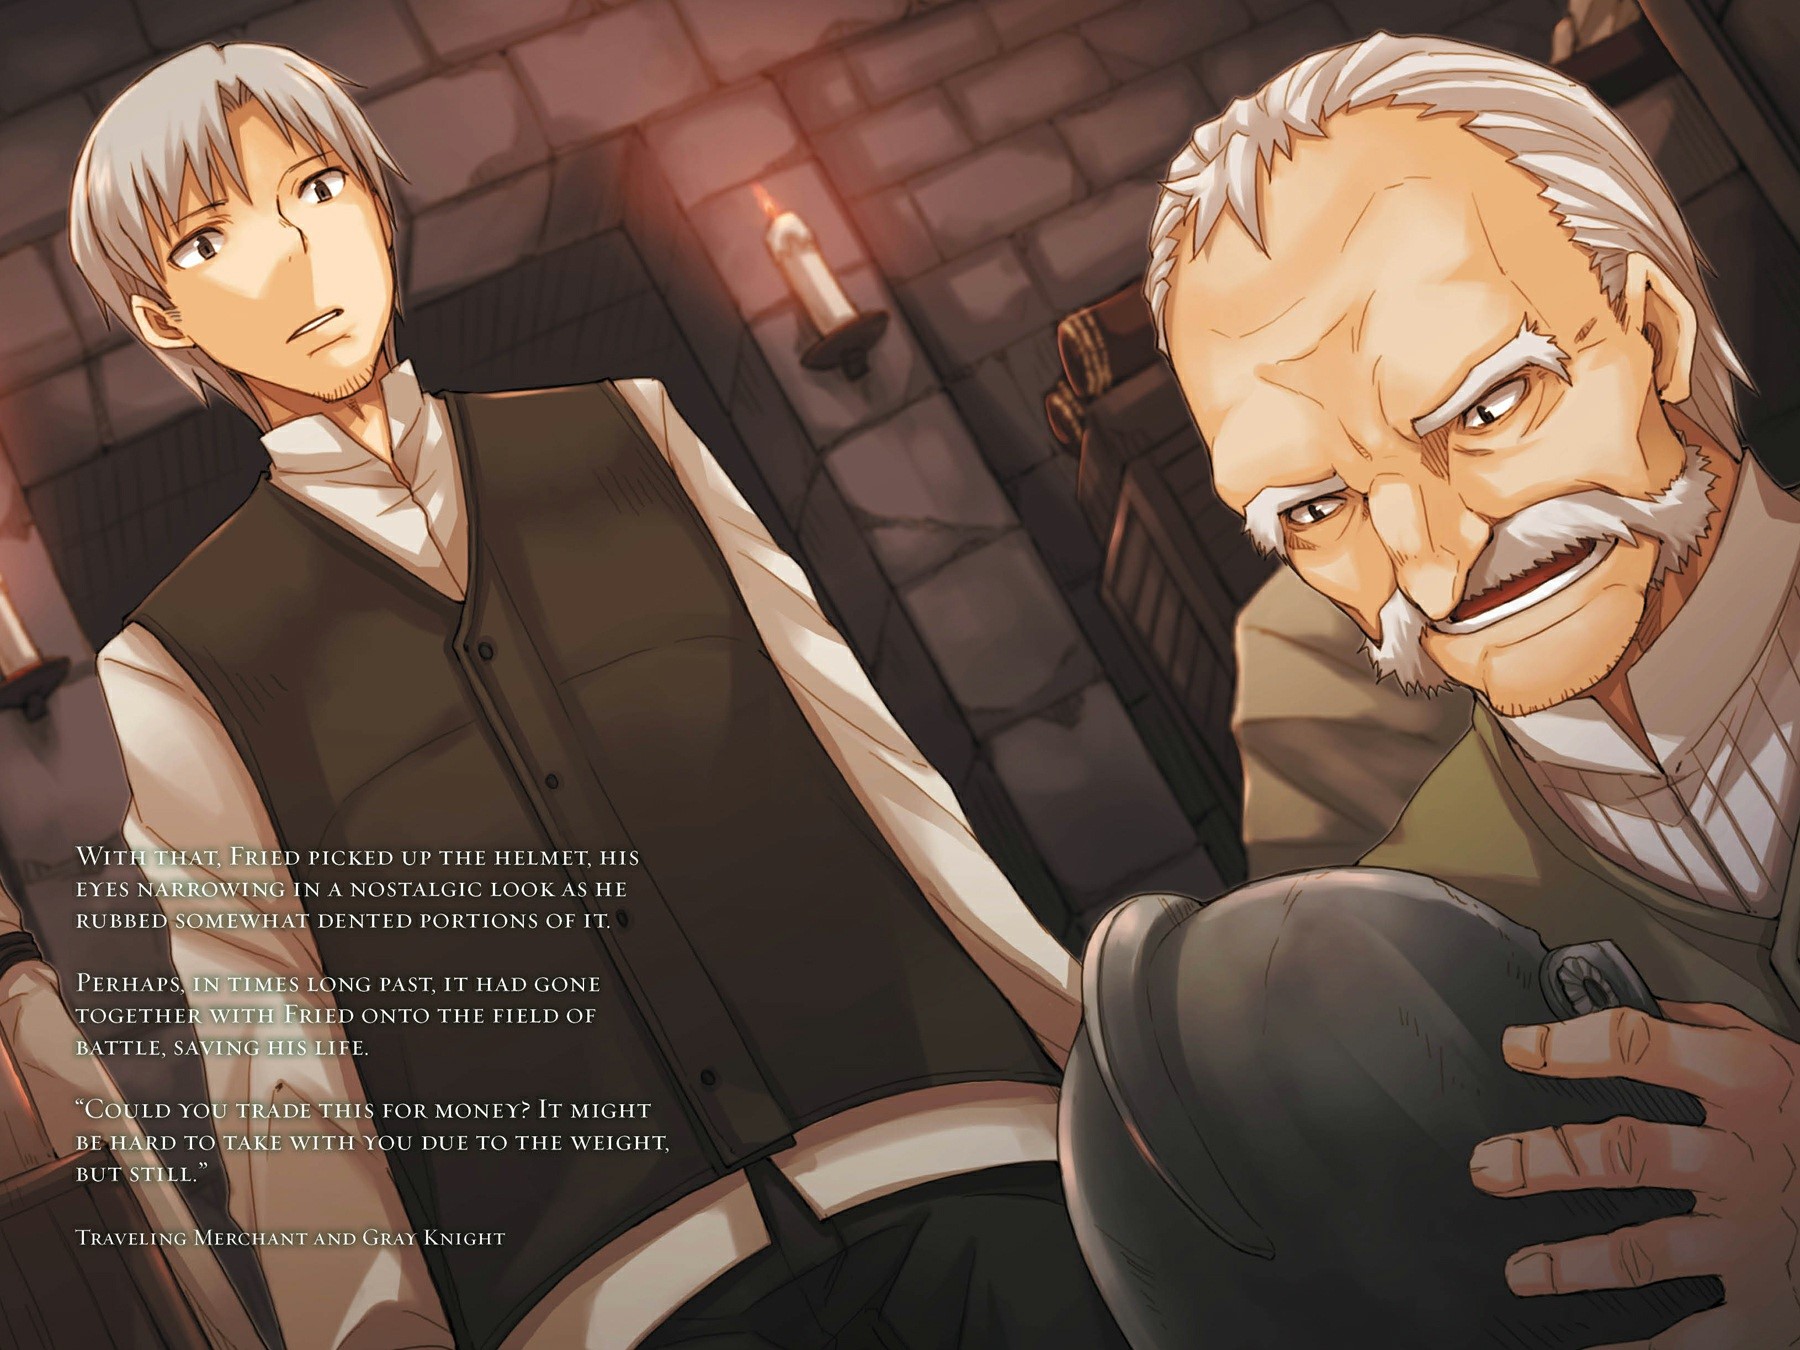 With that, Fried picked up the helmet, his
eyes narrowing in a nostalgic look as he
rubbed somewhat dented portions of it.
Perhaps, in times long past, it had gone
together with Fried onto the field of
battle, saving his life.
“Could you trade this for money? It might
be hard to take with you due to the weight,
but still.”
Traveling Merchant and Gray Knight